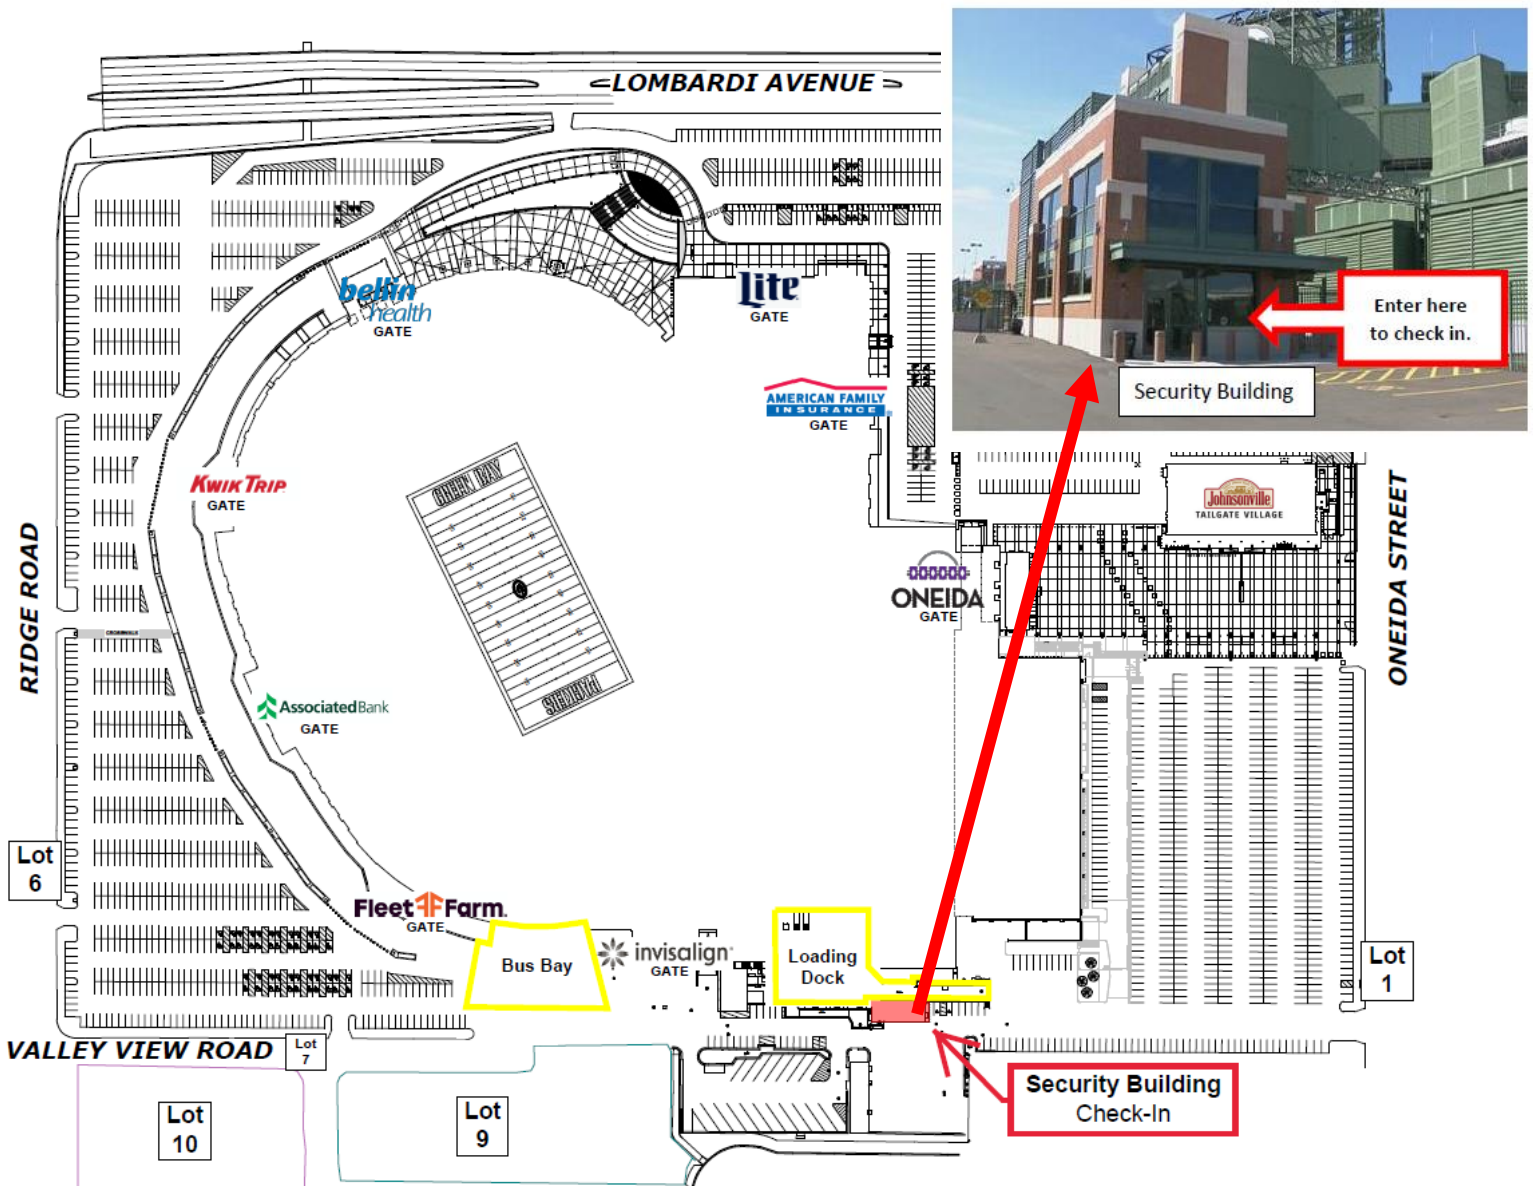 LOMBARDI AVENUE
Enter here
to check in.
Security Building
bellin
health
GATE
Lite
GATE
AMERICAN FAMILY
INSURANCE
GATE
KWIK TRIP
GATE
GREEN BAY
PACKERS
Johnsonville
TAILGATE VILLAGE
ONEIDA
GATE
RIDGE ROAD
ONEIDA STREET
AssociatedBank
GATE
Lot
6
Fleet Farm
GATE
Bus Bay
invisalign
GATE
Loading
Dock
Lot
1
VALLEY VIEW ROAD
Lot
7
Security Building
Check-In
Lot
10
Lot
9